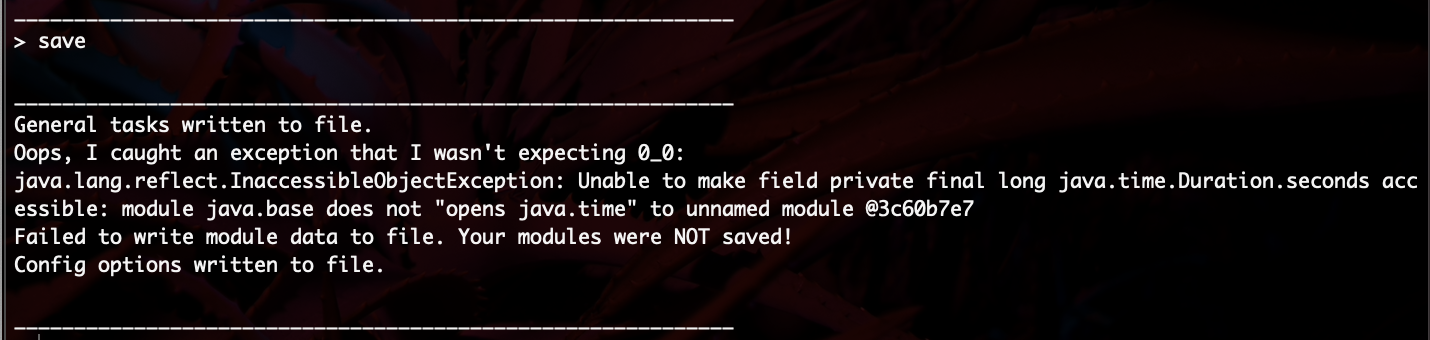 ____________________________________________________________
> save
____________________________________________________________
General tasks written to file.
Oops, I caught an exception that I wasn't expecting 0_0:
java.lang.reflect.InaccessibleObjectException: Unable to make field private final long java.time.Duration.seconds acc
essible: module java.base does not "opens java.time" to unnamed module @3c60b7e7
Failed to write module data to file. Your modules were NOT saved!
Config options written to file.
____________________________________________________________